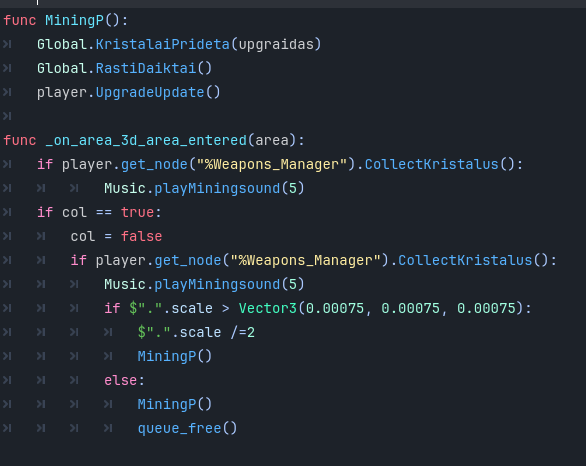 func MiningP():
Global.KristalaiPrideta(upgraidas)
Global.RastiDaiktai()
player.UpgradeUpdate()
func _on_area_3d_area_entered(area):
if player.get_node("%Weapons_Manager").CollectKristalus():
Music.playMiningsound(5)
if col == true:
col = false
if player.get_node("%Weapons_Manager").CollectKristalus():
Music.playMiningsound(5)
if $".".scale > Vector3(0.00075, 0.00075, 0.00075):
$".".scale /=2
MiningP()
else:
MiningP()
queue_free()